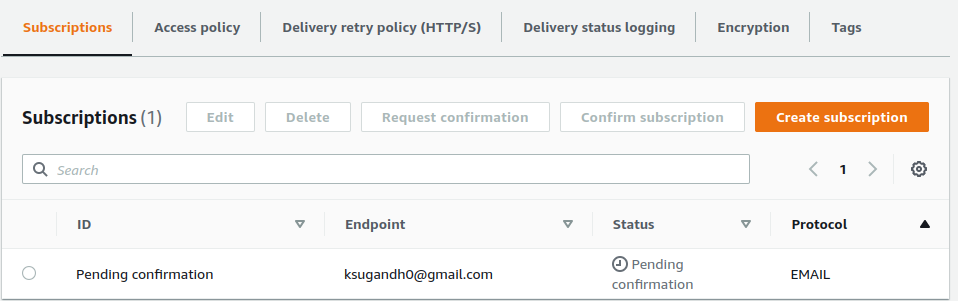 Subscriptions Access policy Delivery retry policy (HTTP/S) Delivery status logging Encryption Tags
Subscriptions (1) Edit Delete Request confirmation Confirm subscription Create subscription
Search 1
ID Endpoint Status Protocol
Pending confirmation ksugandh0@gmail.com Pending confirmation EMAIL